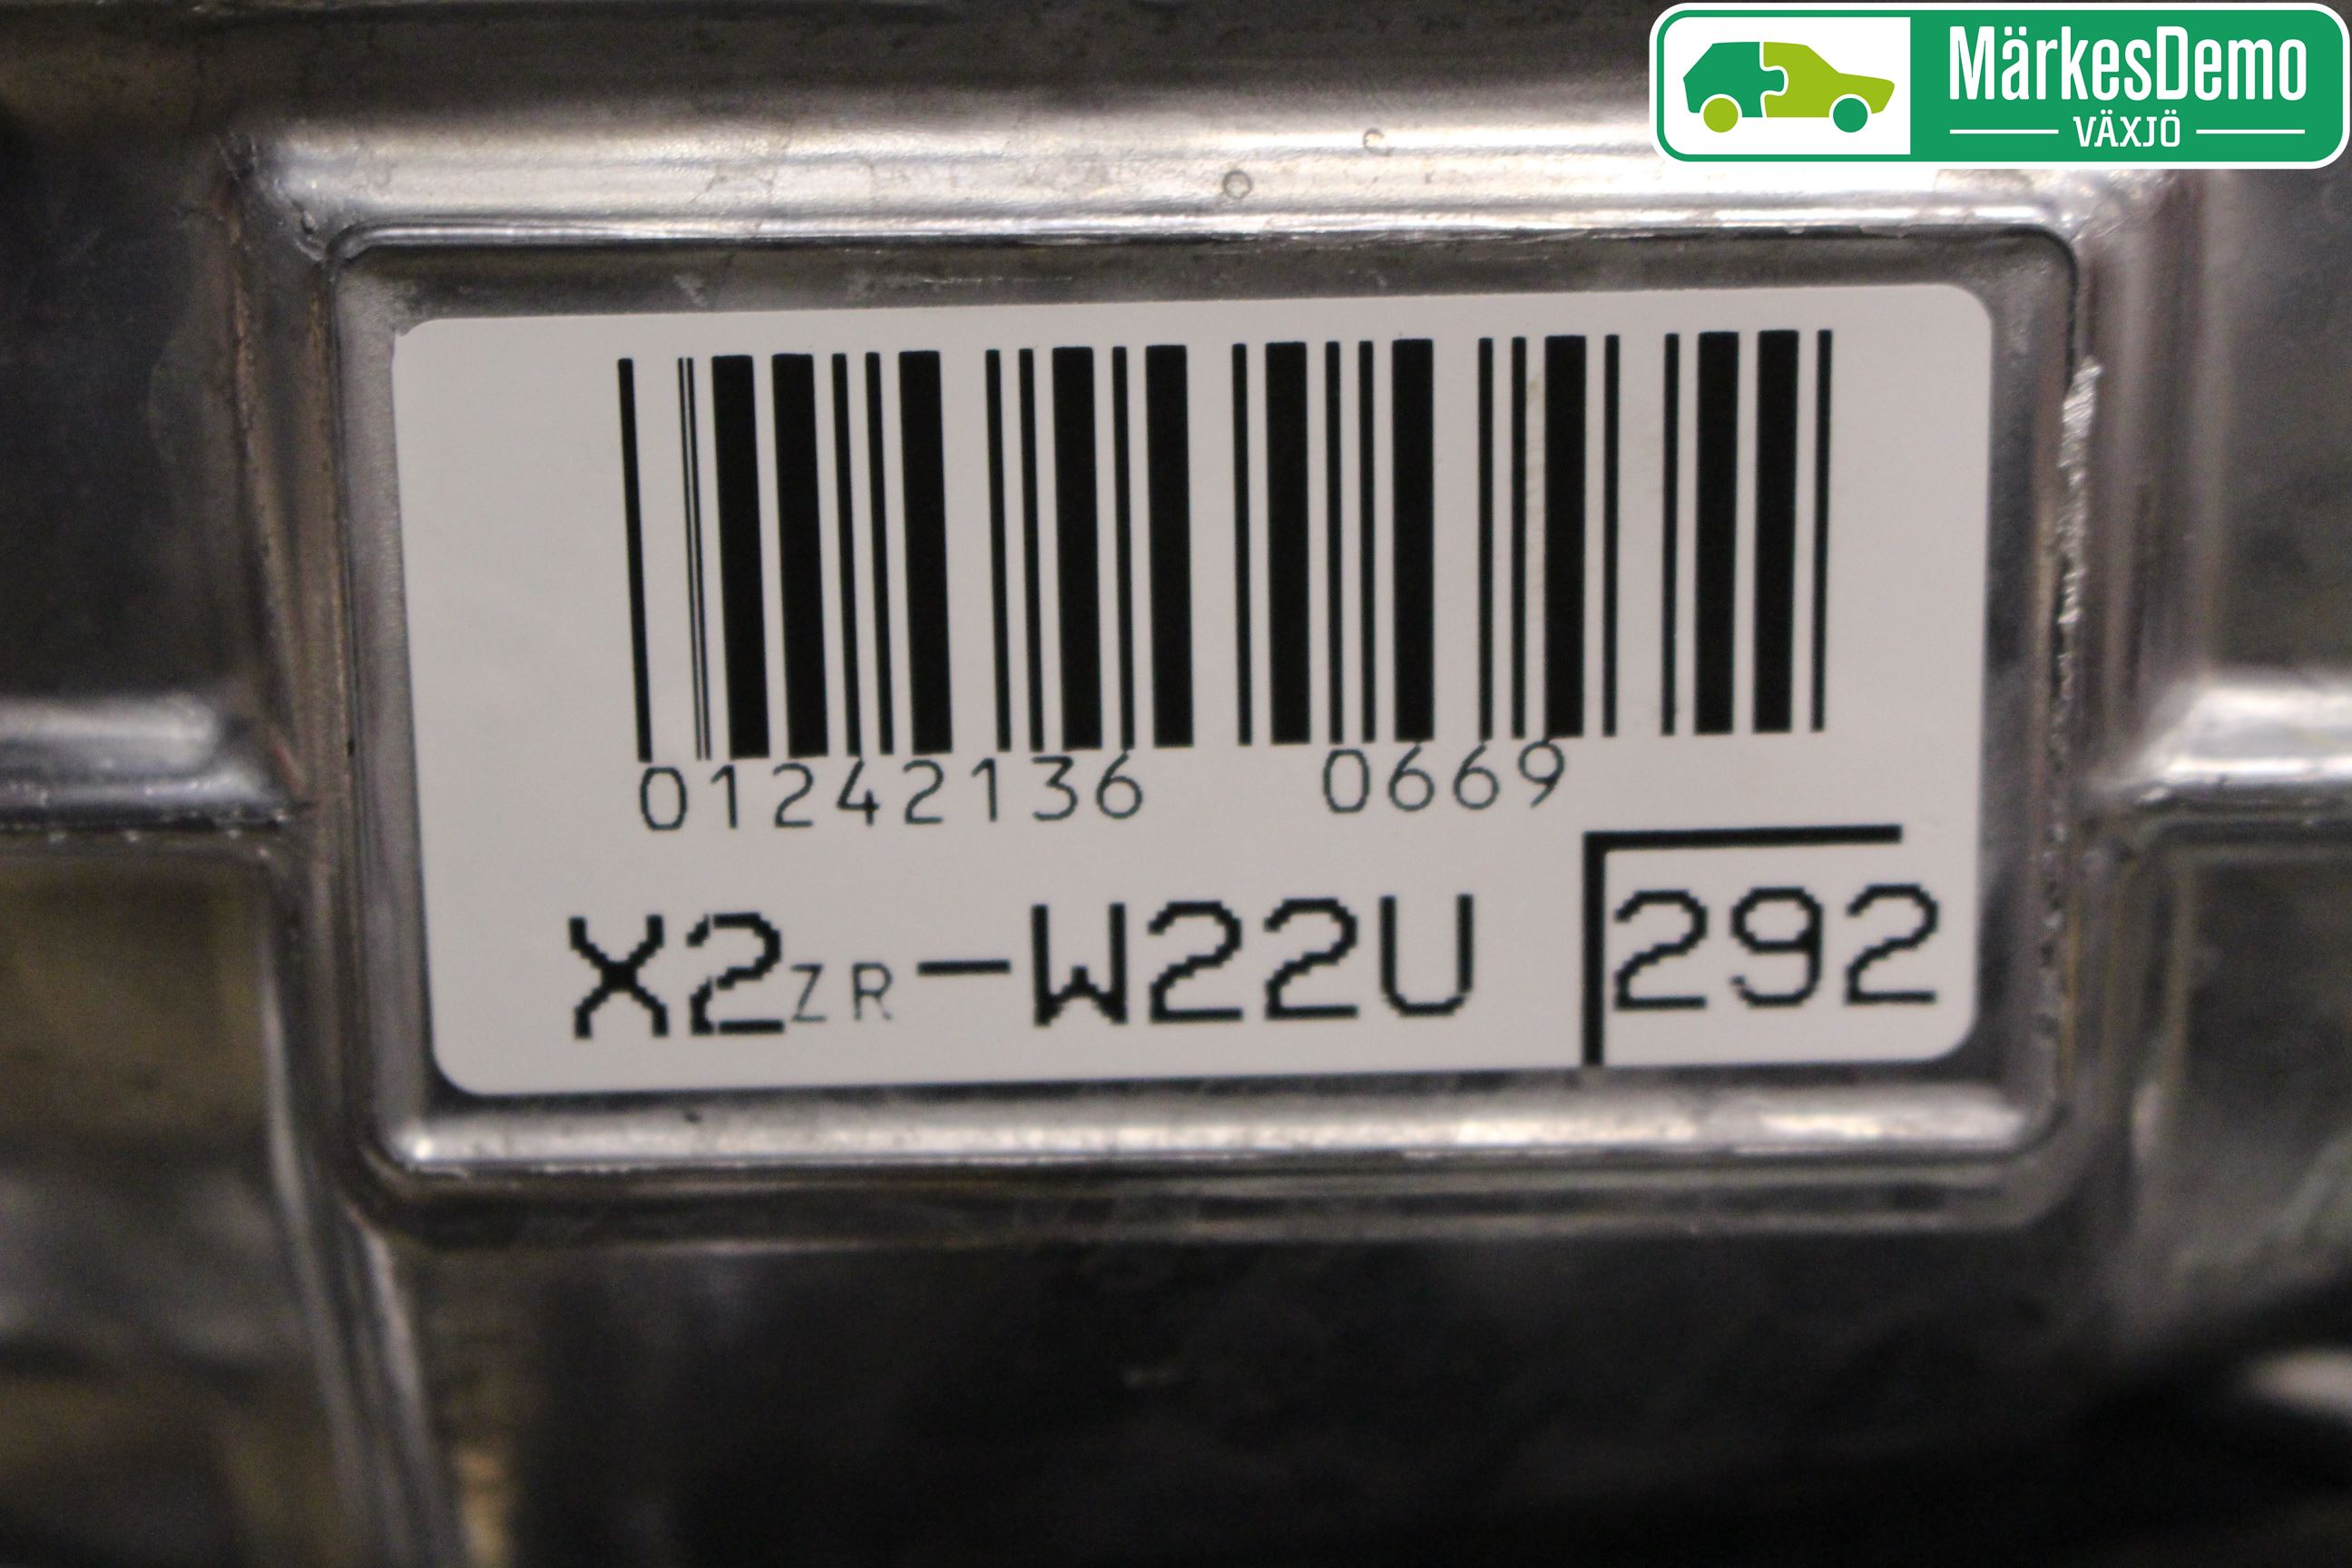 MärkesDemo
VÄXJÖ
01242136 0669
X2ZR-W22U 292